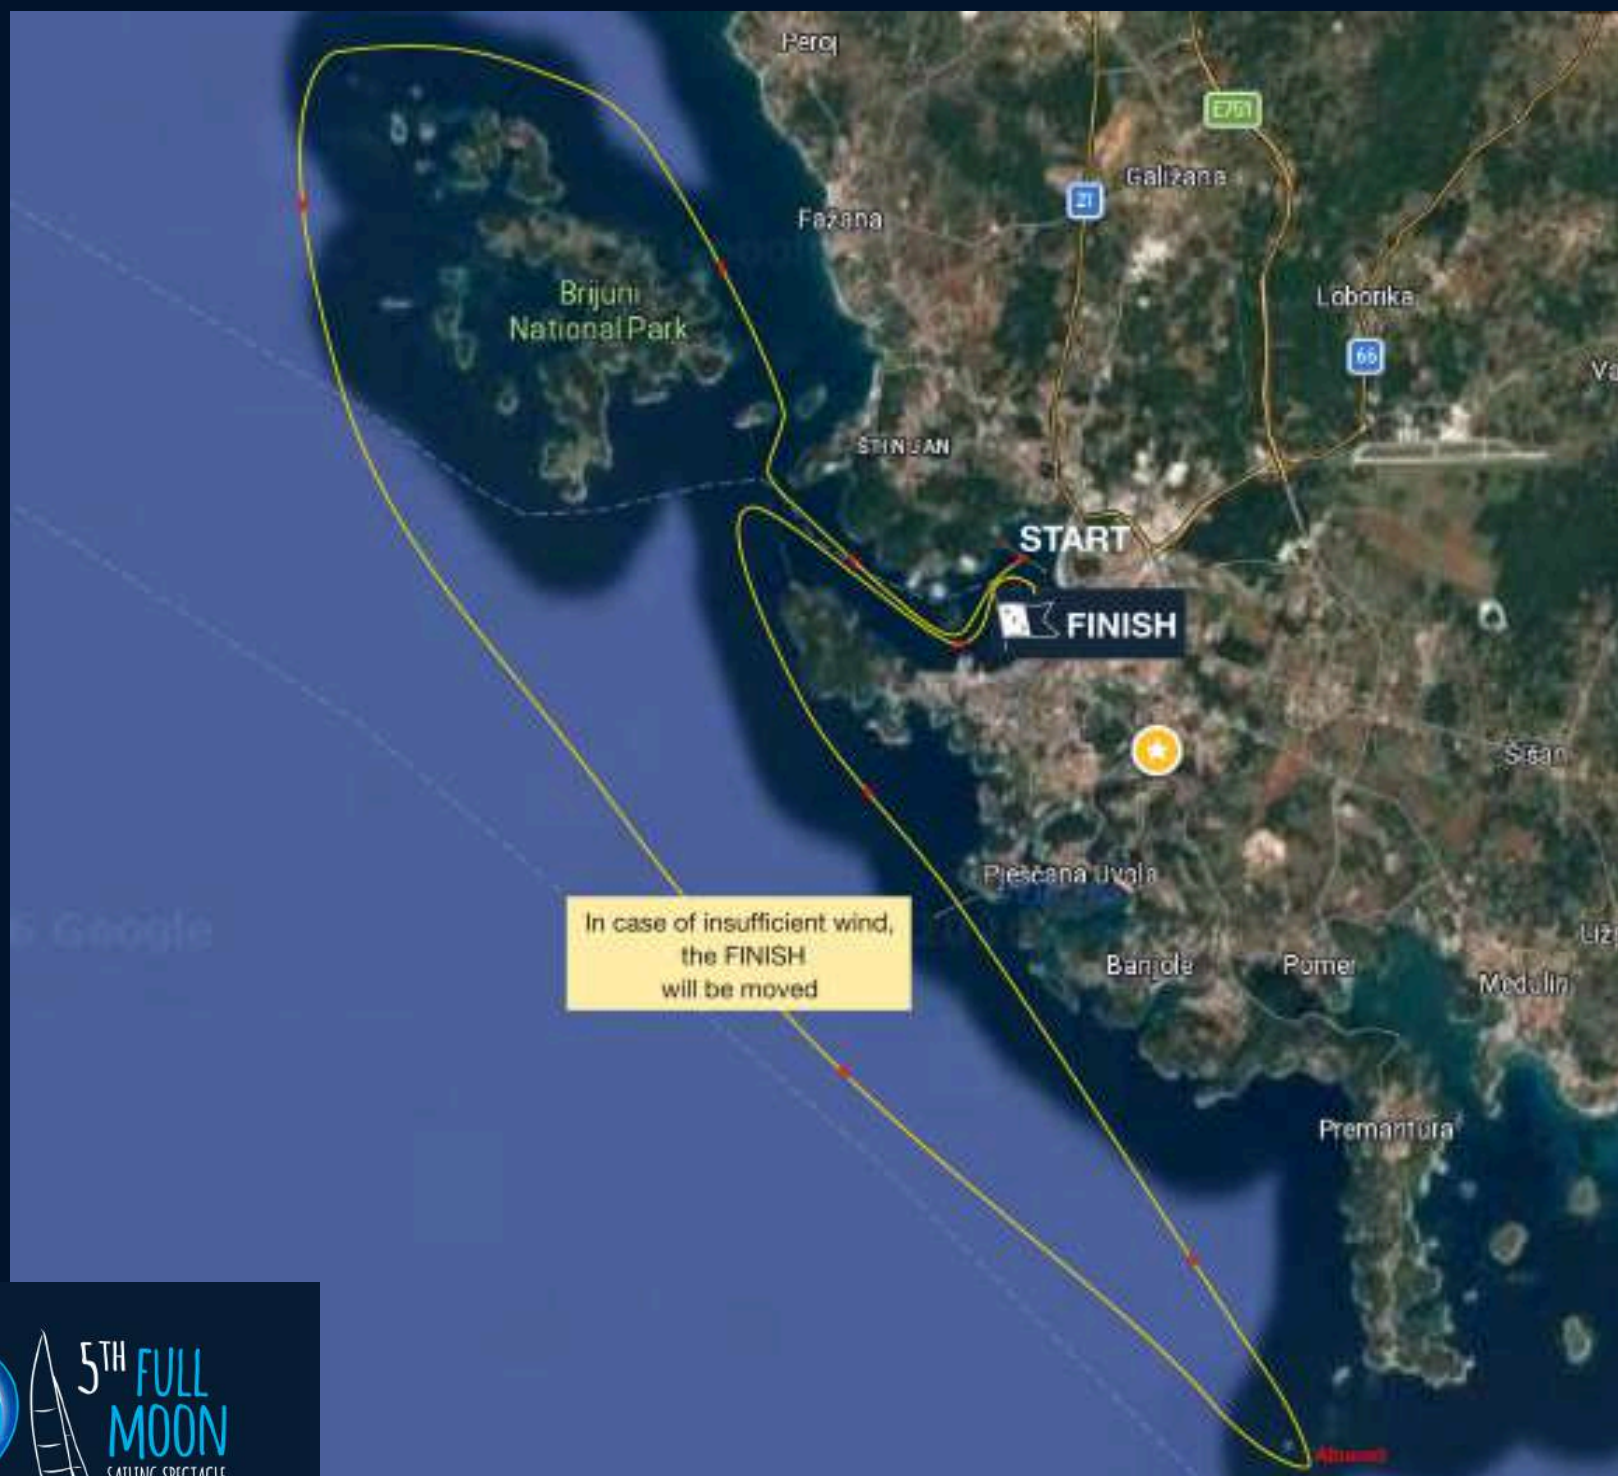 Peroj
E751
Galižana
21
Fažana
Loborika
Brijuni
National Park
66
ŠTINJAN
START
FINISH
Šišan
Pješčana Uvala
In case of insufficient wind,
the FINISH
will be moved
Google
Banjole
Pomer
Medulin
Premantura
5TH FULL
MOON
SAILING SPECTACLE